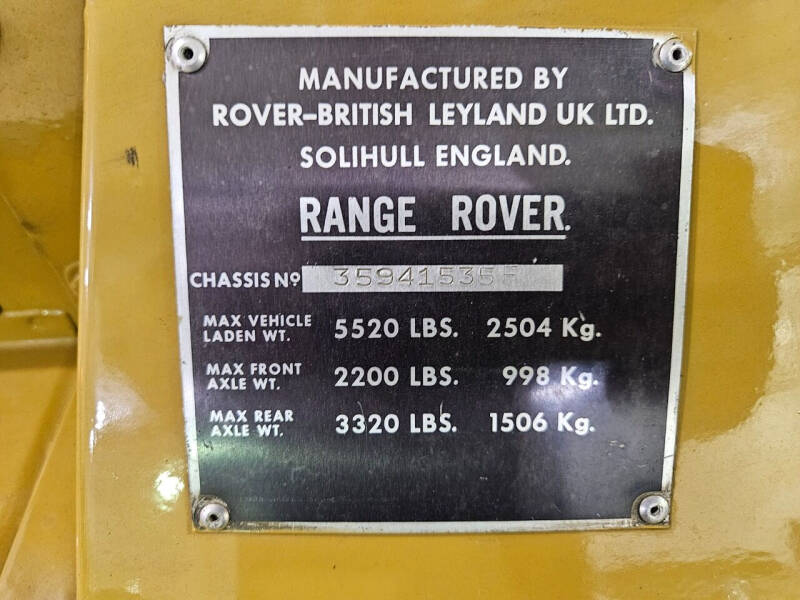 MANUFACTURED BY
ROVER-BRITISH LEYLAND UK LTD.
SOLIHULL ENGLAND.
RANGE ROVER.
CHASSIS Nº 35941535F
MAX VEHICLE LADEN WT. 5520 LBS. 2504 Kg.
MAX FRONT AXLE WT. 2200 LBS. 998 Kg.
MAX REAR AXLE WT. 3320 LBS. 1506 Kg.